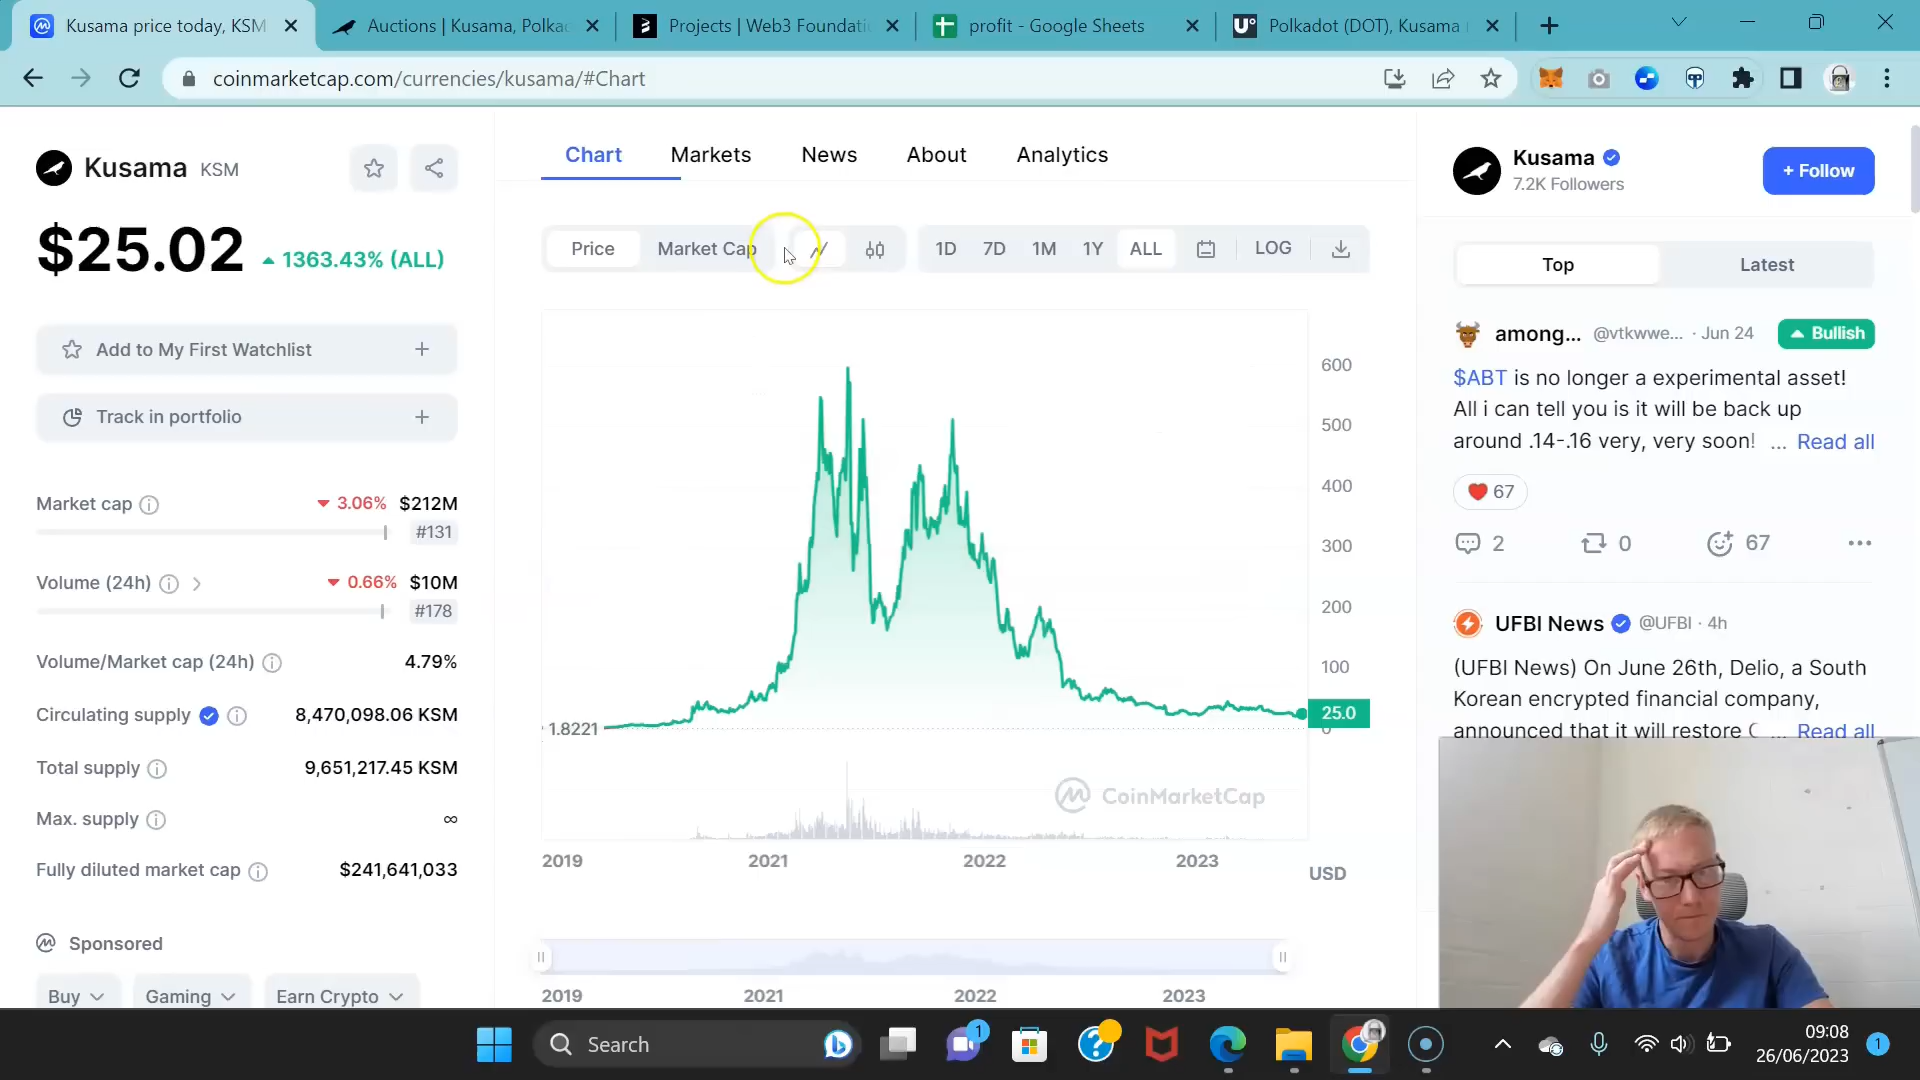 Kusama price today, KSM
Auctions | Kusama, Polkac
Projects | Web3 Foundati
profit - Google Sheets
Polkadot (DOT), Kusama
coinmarketcap.com/currencies/kusama/#Chart
Kusama KSM
$25.02 1363.43% (ALL)
Add to My First Watchlist
Track in portfolio
Market cap 3.06% $212M
#131
Volume (24h) 0.66% $10M
#178
Volume/Market cap (24h) 4.79%
Circulating supply 8,470,098.06 KSM
Total supply 9,651,217.45 KSM
Max. supply ∞
Fully diluted market cap $241,641,033
Sponsored
Buy Gaming Earn Crypto
Chart Markets News About Analytics
Price Market Cap 1D 7D 1M 1Y ALL LOG
600
500
400
300
200
100
25.0
0
1.8221
CoinMarketCap
2019 2021 2022 2023
USD
2019 2021 2022 2023
Kusama
7.2K Followers
+ Follow
Top Latest
among... @vtkwwe... · Jun 24 Bullish
$ABT is no longer a experimental asset!
All i can tell you is it will be back up
around .14-.16 very, very soon! ... Read all
67
2 0 67
UFBI News @UFBI · 4h
(UFBI News) On June 26th, Delio, a South
Korean encrypted financial company,
announced that it will restore ... Read all
Search
1
09:08
26/06/2023
1